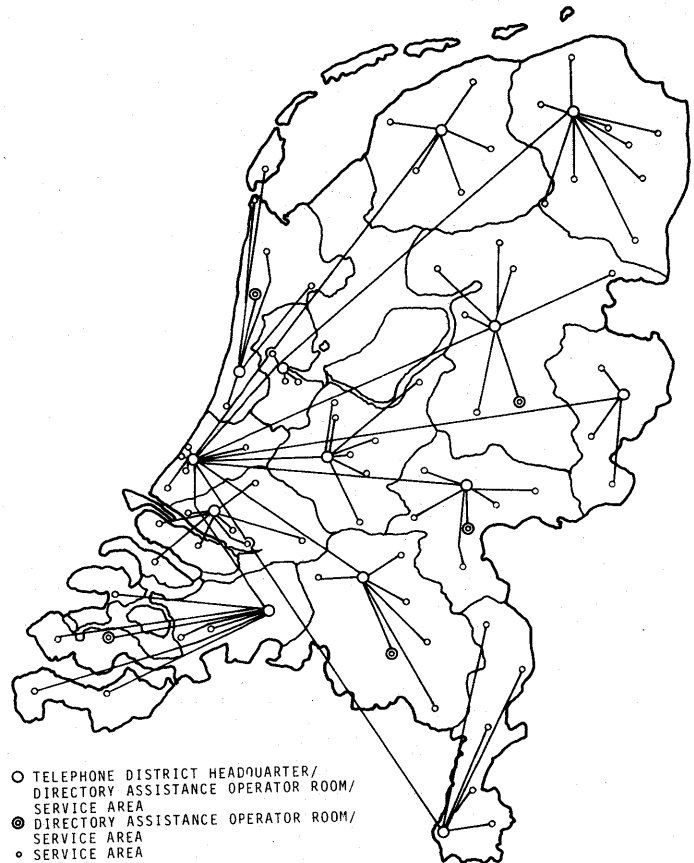 TELEPHONE DISTRICT HEADQUARTER/
DIRECTORY ASSISTANCE OPERATOR ROOM/
SERVICE AREA
DIRECTORY ASSISTANCE OPERATOR ROOM/
SERVICE AREA
SERVICE AREA